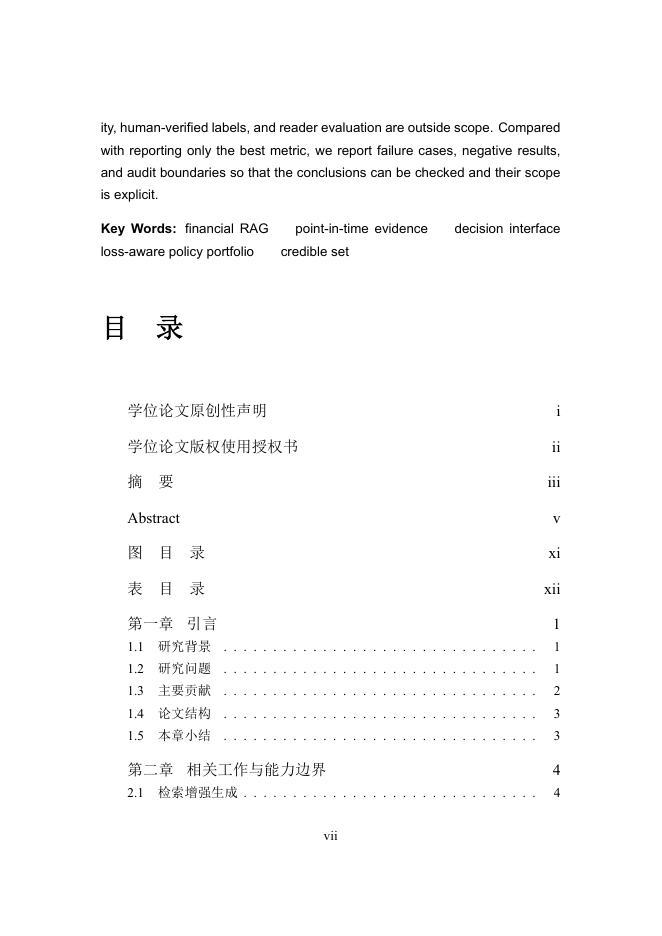 ity, human-verified labels, and reader evaluation are outside scope. Compared
with reporting only the best metric, we report failure cases, negative results,
and audit boundaries so that the conclusions can be checked and their scope
is explicit.
Key Words: financial RAG point-in-time evidence decision interface
loss-aware policy portfolio credible set
目 录
学位论文原创性声明 i
学位论文版权使用授权书 ii
摘 要 iii
Abstract v
图 目 录 xi
表 目 录 xii
第一章 引言 1
1.1 研究背景 . . . . . . . . . . . . . . . . . . . . . . . . . . . . . . . . 1
1.2 研究问题 . . . . . . . . . . . . . . . . . . . . . . . . . . . . . . . . 1
1.3 主要贡献 . . . . . . . . . . . . . . . . . . . . . . . . . . . . . . . . 2
1.4 论文结构 . . . . . . . . . . . . . . . . . . . . . . . . . . . . . . . . 3
1.5 本章小结 . . . . . . . . . . . . . . . . . . . . . . . . . . . . . . . . 3
第二章 相关工作与能力边界 4
2.1 检索增强生成 . . . . . . . . . . . . . . . . . . . . . . . . . . . . . . 4
vii